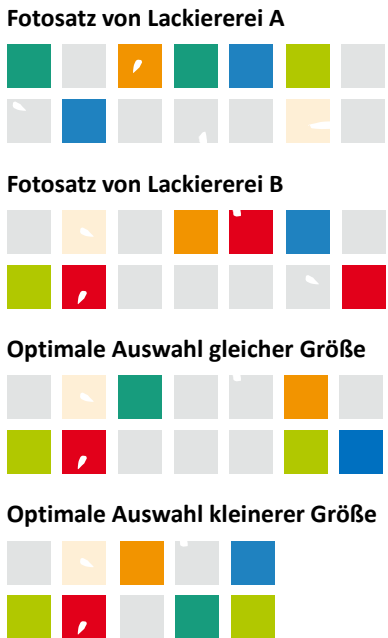 Fotosatz von Lackiererei A
Fotosatz von Lackiererei B
Optimale Auswahl gleicher Größe
Optimale Auswahl kleinerer Größe